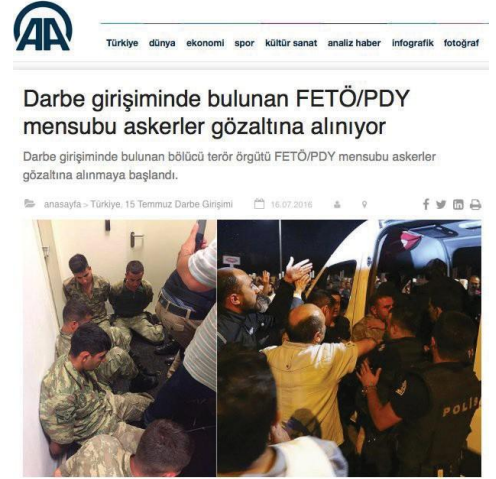 AA
Türkiye dünya ekonomi spor kültür sanat analiz haber infografik fotoğraf
Darbe girişiminde bulunan FETÖ/PDY
mensubu askerler gözaltına alınıyor
Darbe girişiminde bulunan bölücü terör örgütü FETÖ/PDY mensubu askerler
gözaltına alınmaya başlandı.
anasayfa » Türkiye, 15 Temmuz Darbe Girişimi 16.07.2016
POLİS